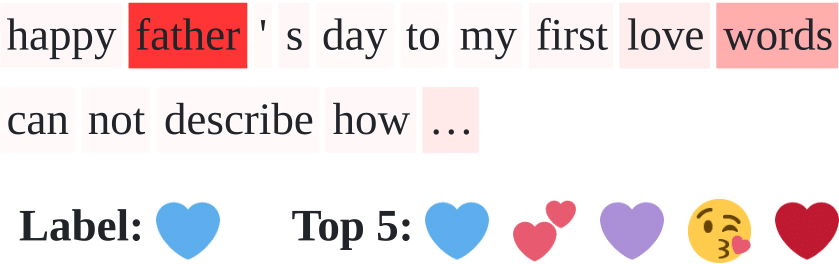 happy father ' s day to my first love words
can not describe how …
Label: 💙 Top 5: 💙 💕 💜 😘 ❤️